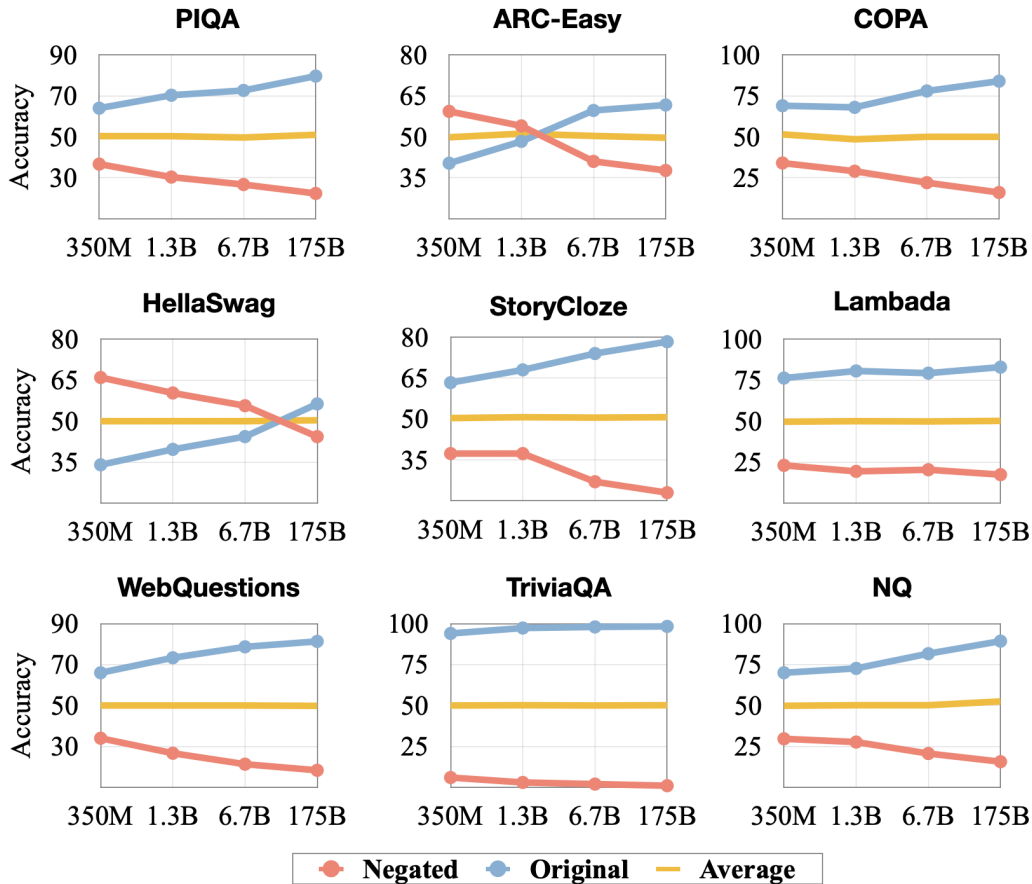 PIQA
ARC-Easy
COPA
Accuracy
90
70
50
30
80
65
50
35
100
75
50
25
350M 1.3B 6.7B 175B
350M 1.3B 6.7B 175B
350M 1.3B 6.7B 175B
HellaSwag
StoryCloze
Lambada
Accuracy
80
65
50
35
80
65
50
35
100
75
50
25
350M 1.3B 6.7B 175B
350M 1.3B 6.7B 175B
350M 1.3B 6.7B 175B
WebQuestions
TriviaQA
NQ
Accuracy
90
70
50
30
100
75
50
25
100
75
50
25
350M 1.3B 6.7B 175B
350M 1.3B 6.7B 175B
350M 1.3B 6.7B 175B
Negated Original Average